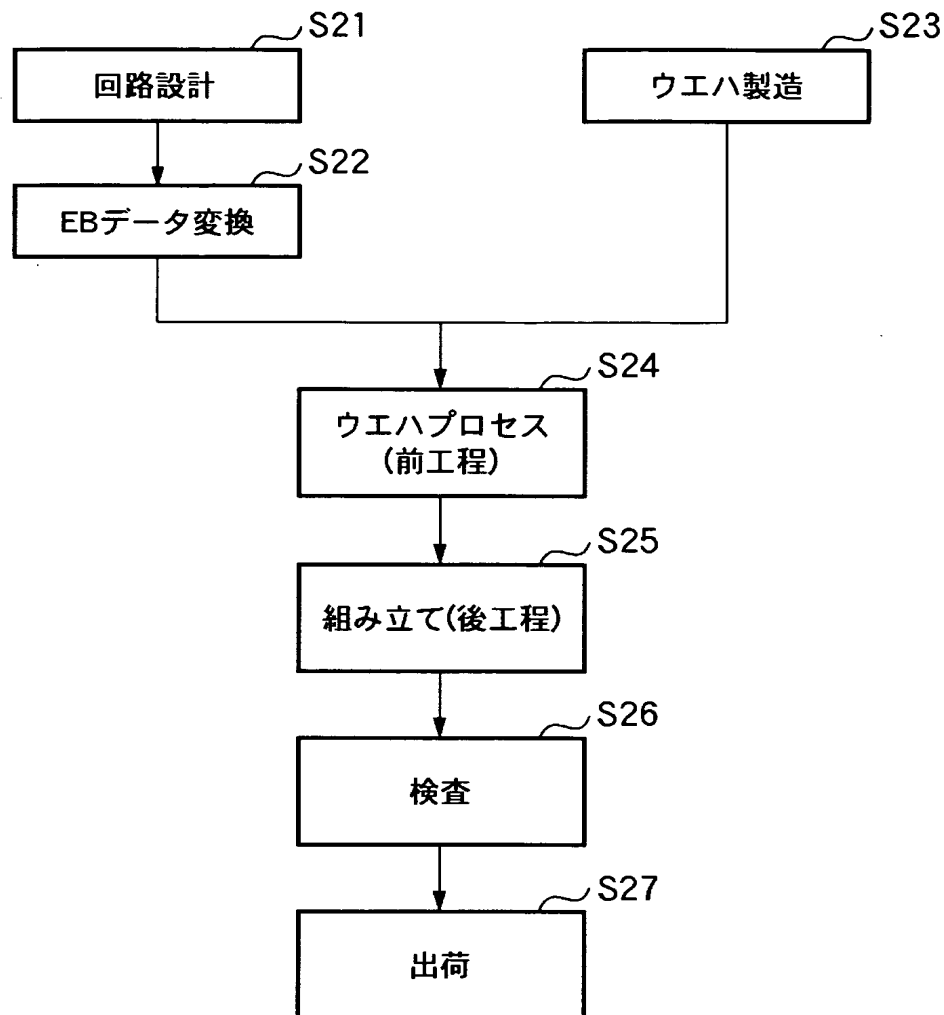 S21
回路設計
S23
ウエハ製造
S22
EBデータ変換
S24
ウエハプロセス
(前工程)
S25
組み立て(後工程)
S26
検査
S27
出荷